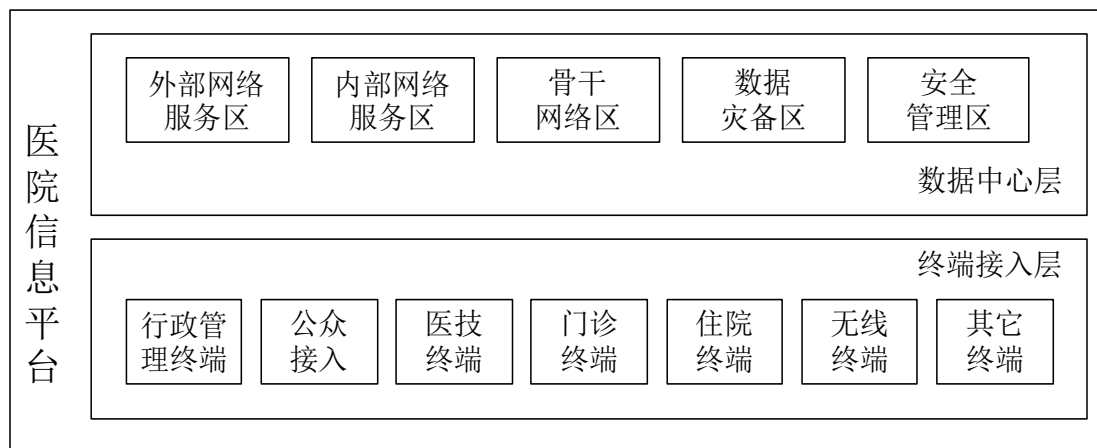 医院信息平台
外部网络
服务区
内部网络
服务区
骨干
网络区
数据
灾备区
安全
管理区
数据中心层
终端接入层
行政管
理终端
公众
接入
医技
终端
门诊
终端
住院
终端
无线
终端
其它
终端